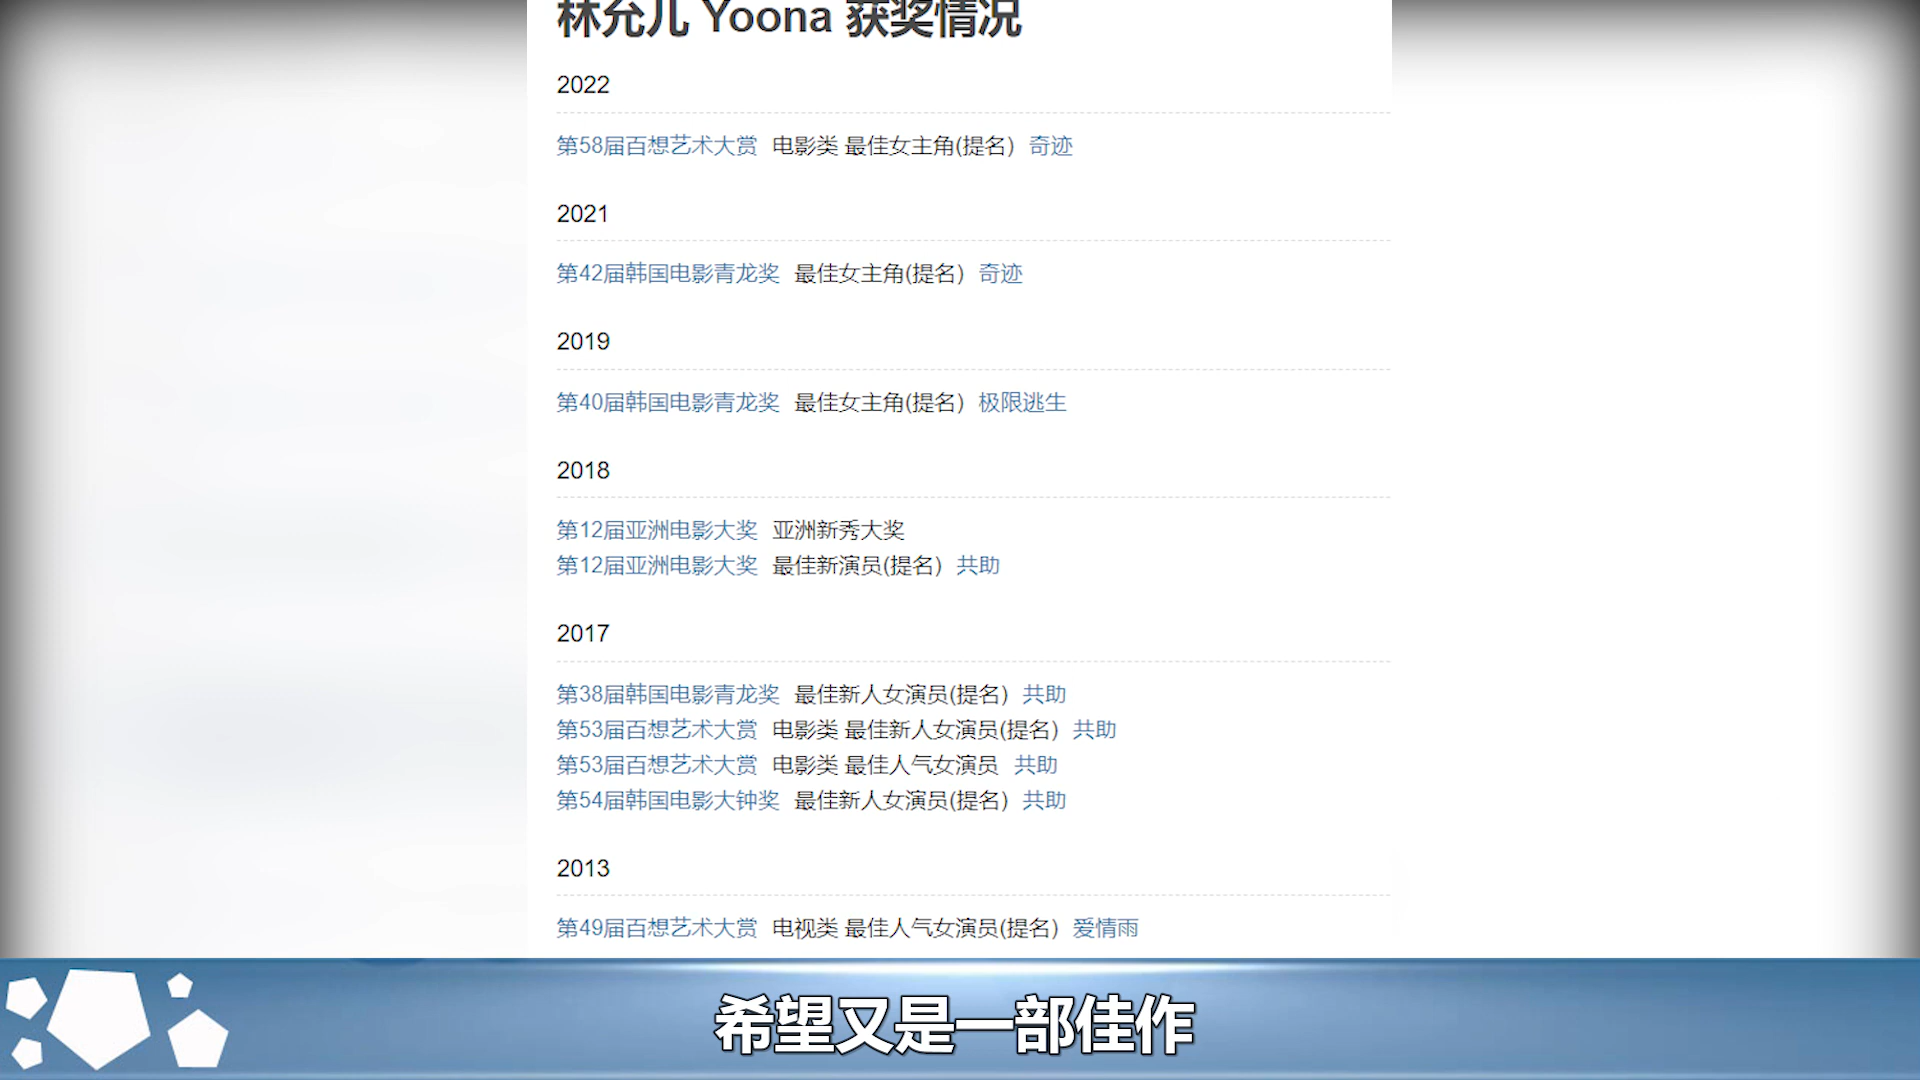 林允儿 Yoona 获奖情况
2022
第58届百想艺术大赏 电影类 最佳女主角(提名) 奇迹
2021
第42届韩国电影青龙奖 最佳女主角(提名) 奇迹
2019
第40届韩国电影青龙奖 最佳女主角(提名) 极限逃生
2018
第12届亚洲电影大奖 亚洲新秀大奖
第12届亚洲电影大奖 最佳新演员(提名) 共助
2017
第38届韩国电影青龙奖 最佳新人女演员(提名) 共助
第53届百想艺术大赏 电影类 最佳新人女演员(提名) 共助
第53届百想艺术大赏 电影类 最佳人气女演员 共助
第54届韩国电影大钟奖 最佳新人女演员(提名) 共助
2013
第49届百想艺术大赏 电视类 最佳人气女演员(提名) 爱情雨
希望又是一部佳作